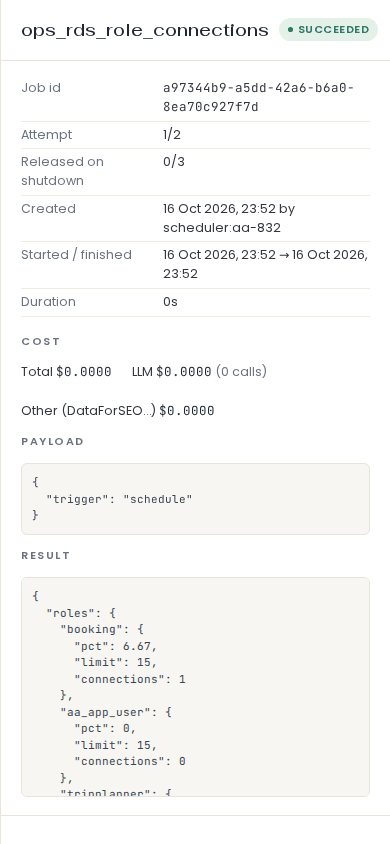 ops_rds_role_connections
SUCCEEDED
Job id
a97344b9-a5dd-42a6-b6a0-
8ea70c927f7d
Attempt
1/2
Released on
shutdown
0/3
Created
16 Oct 2026, 23:52 by
scheduler:aa-832
Started / finished
16 Oct 2026, 23:52 → 16 Oct 2026,
23:52
Duration
0s
COST
Total $0.0000 LLM $0.0000 (0 calls)
Other (DataForSEO…) $0.0000
PAYLOAD
{
  "trigger": "schedule"
}
RESULT
{
  "roles": {
    "booking": {
      "pct": 6.67,
      "limit": 15,
      "connections": 1
    },
    "aa_app_user": {
      "pct": 0,
      "limit": 15,
      "connections": 0
    },
    "tripplanner": {